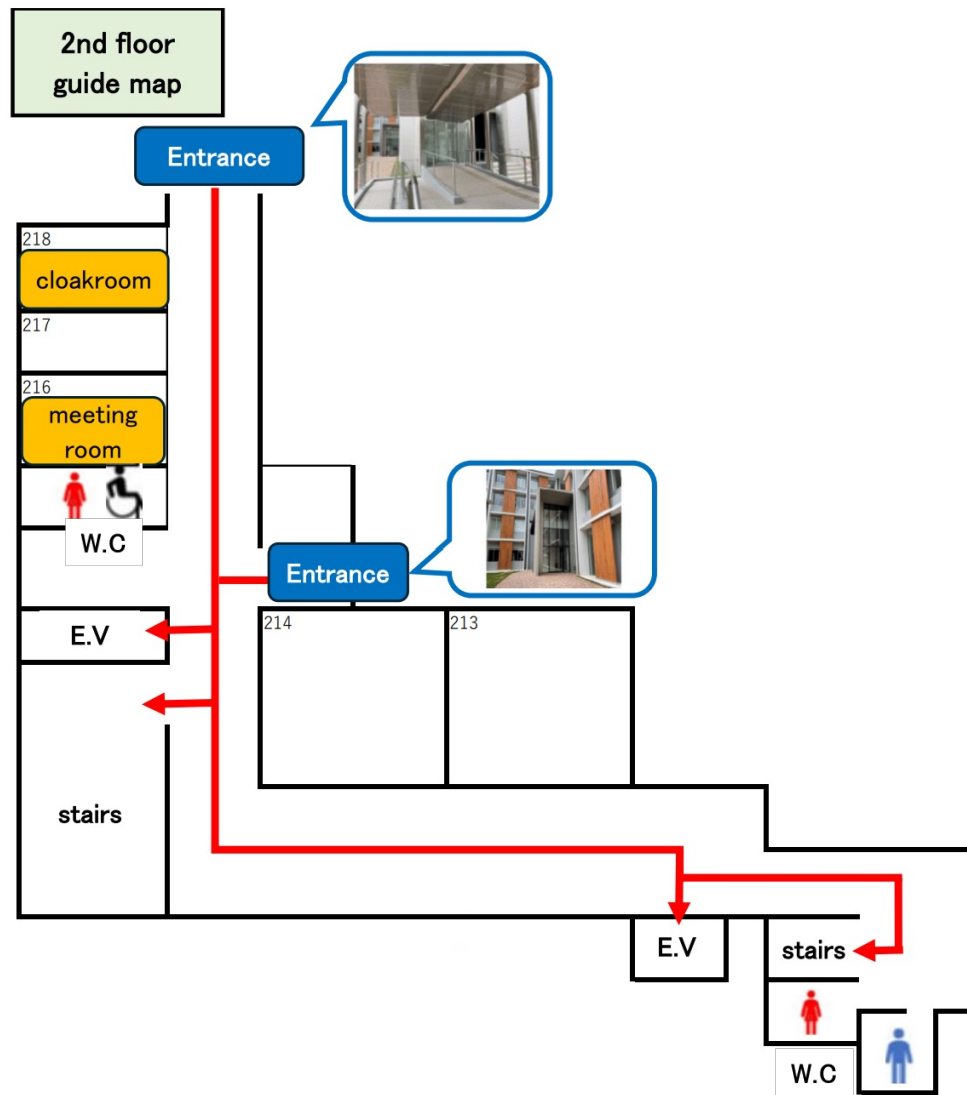 2nd floor
guide map
Entrance
218
cloakroom
217
216
meeting
room
W.C
Entrance
E.V
214
213
stairs
E.V
stairs
W.C